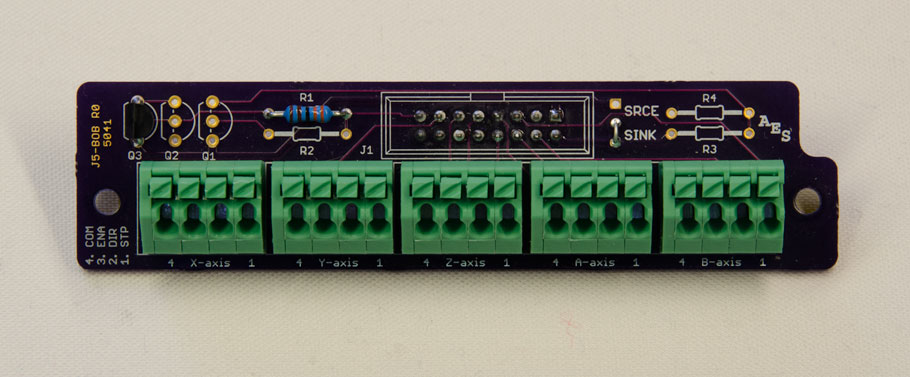 J5-BOB R0
5041
Q3
Q2
Q1
R1
R2
J1
SRCE
SINK
R4
R3
AES
4. COM
3. ENA
2. DIR
1. STP
4 X-axis 1
4 Y-axis 1
4 Z-axis 1
4 A-axis 1
4 B-axis 1